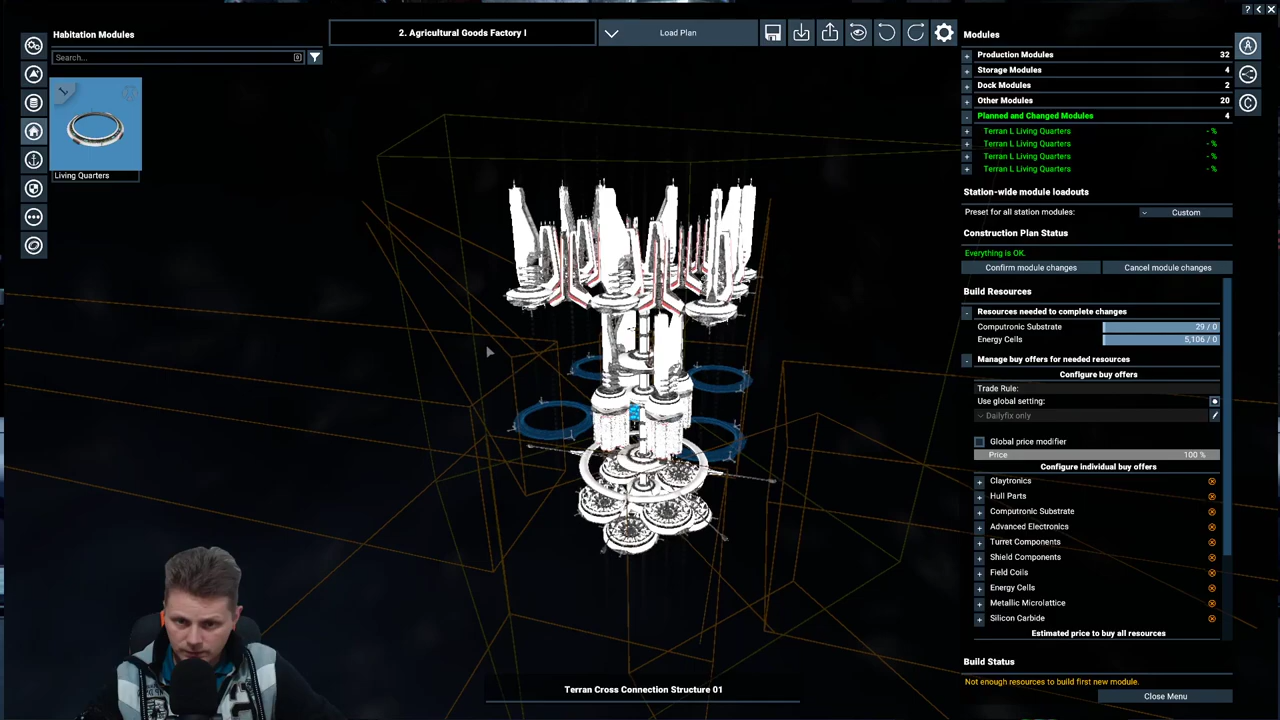 Habitation Modules
Search...
Living Quarters
2. Agricultural Goods Factory I
Load Plan
Terran Cross Connection Structure 01
Modules
Production Modules 32
Storage Modules 4
Dock Modules 2
Other Modules 20
Planned and Changed Modules 4
Terran L Living Quarters - %
Terran L Living Quarters - %
Terran L Living Quarters - %
Terran L Living Quarters - %
Station-wide module loadouts
Preset for all station modules: Custom
Construction Plan Status
Everything is OK.
Confirm module changes Cancel module changes
Build Resources
Resources needed to complete changes
Computronic Substrate 29 / 0
Energy Cells 5,106 / 0
Manage buy offers for needed resources
Configure buy offers
Trade Rule:
Use global setting:
Dailyfix only
Global price modifier
Price 100 %
Configure individual buy offers
Claytronics
Hull Parts
Computronic Substrate
Advanced Electronics
Turret Components
Shield Components
Field Coils
Energy Cells
Metallic Microlattice
Silicon Carbide
Estimated price to buy all resources
Build Status
Not enough resources to build first new module.
Close Menu